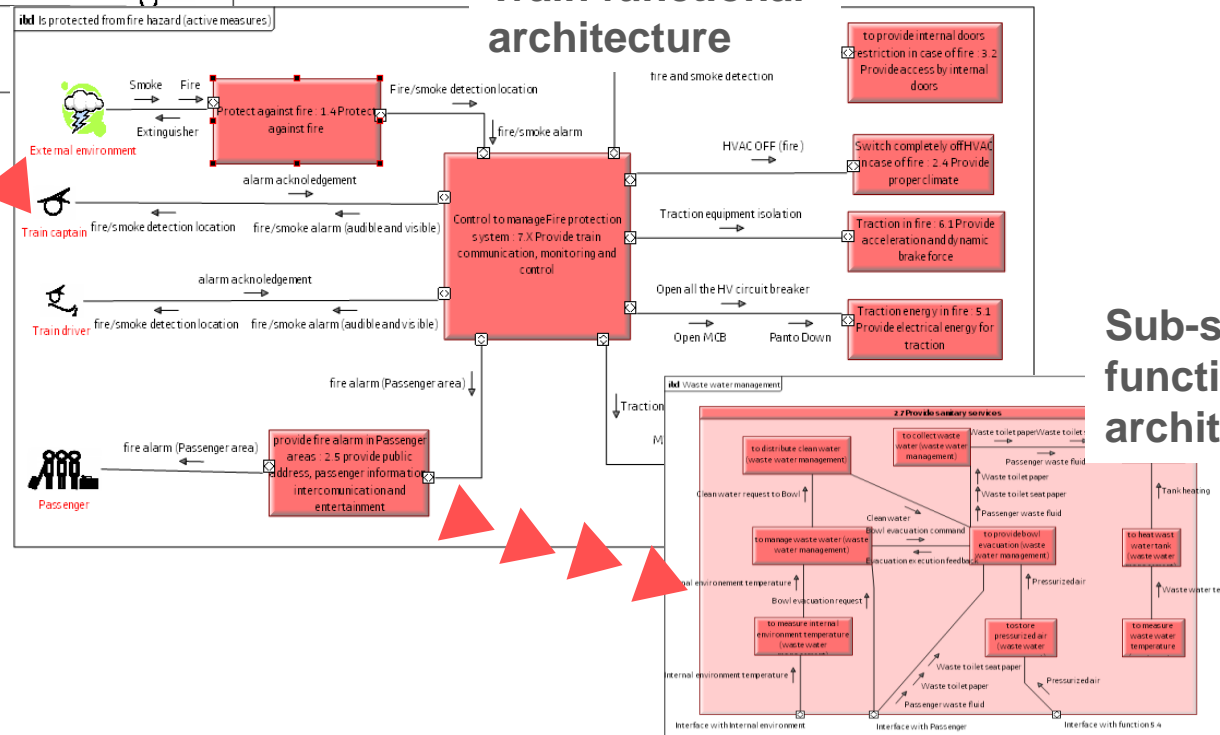 Train functional
architecture
ibd Is protected from fire hazard (active measures)
Smoke
Fire
Extinguisher
External environment
Protect against fire : 1.4 Protect
against fire
Fire/smoke detection location
fire/smoke alarm
fire and smoke detection
to provide internal doors
restriction in case of fire : 3.2
Provide access by internal
doors
HVAC OFF (fire)
Switch completely off HVAC
in case of fire : 2.4 Provide
proper climate
alarm acknoledgement
Train captain
fire/smoke detection location
fire/smoke alarm (audible and visible)
Control to manage Fire protection
system : 7.X Provide train
communication, monitoring and
control
Traction equipment isolation
Traction in fire : 6.1 Provide
acceleration and dynamic
brake force
alarm acknoledgement
Train driver
fire/smoke detection location
fire/smoke alarm (audible and visible)
Open all the HV circuit breaker
Open MCB
Panto Down
Traction energy in fire : 5.1
Provide electrical energy for
traction
fire alarm (Passenger area)
Traction
fire alarm (Passenger area)
Passenger
provide fire alarm in Passenger
areas : 2.5 provide public
address, passenger information
intercomunication and
entertainment
Sub-s
functi
archit
ibd Waste water management
2.7 Provide sanitary services
to distribute clean water
(waste water management)
to collect waste
water (waste water
management)
Waste toilet paper
Waste toilet
Passenger waste fluid
Waste toilet paper
Waste toilet seat paper
Passenger waste fluid
Tank heating
Clean water request to Bowl
Clean water
Bowl evacuation command
Evacuation execution feedback
to manage waste water (waste
water management)
to provide bowl
evacuation (waste
water management)
to heat wast
water tank
(waste water
nal environement temperature
Bowl evacuation request
Pressurized air
Waste water te
to measure internal
environment temperature
(waste water
to store
pressurized air
(waste water
to measure
waste water
temperature
nternal environment temperature
Waste toilet seat paper
Waste toilet paper
Passenger waste fluid
Pressurized air
Interface with Internal environment
Interface with Passenger
Interface with function 5.4